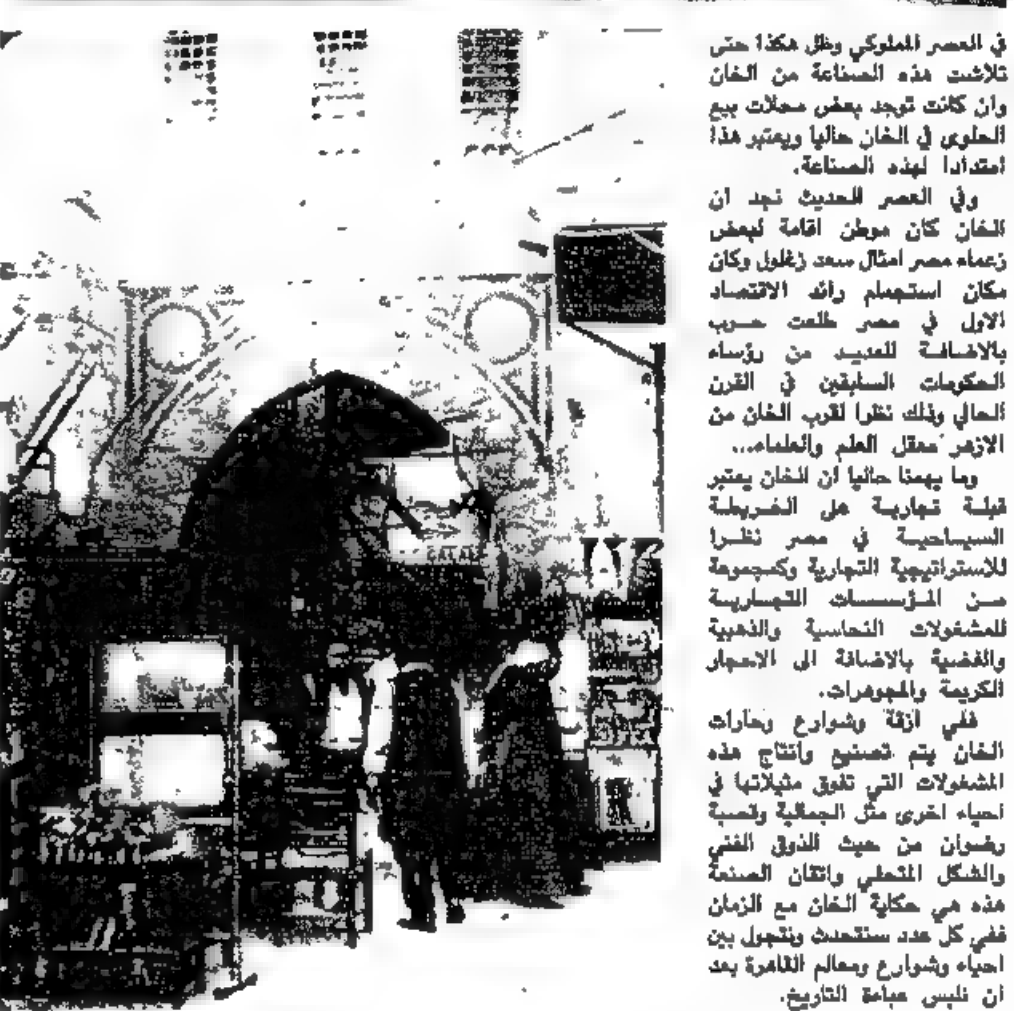 في العصر المملوكي وظل هكذا حتى
تلاشت هذه الصناعة من الخان
وان كانت توجد بعض محلات بيع
الحلوى في الخان حاليا ويعتبر هذا
امتدادا لهذه الصناعة.
وفي العصر الحديث نجد ان
الخان كان موطن اقامة لبعض
زعماء مصر امثال سعد زغلول وكان
مكان استجمام رائد الاقتصاد
الاول في مصر طلعت حرب
بالاضافة للعديد من رؤساء
الحكومات السابقين في القرن
الحالي وذلك نظرا لقرب الخان من
الازهر معقل العلم والعلماء...
وما يهمنا حاليا ان الخان يعتبر
قبلة تجارية على الخريطة
السياحية في مصر نظرا
للاستراتيجية التجارية وكمجموعة
من المؤسسات التجارية
للمشغولات النحاسية والذهبية
والفضية بالاضافة الى الاحجار
الكريمة والمجوهرات.
ففي ازقة وشوارع وحارات
الخان يتم تصنيع وانتاج هذه
المشغولات التي تفوق مثيلاتها في
احياء اخرى مثل الجمالية وقصبة
رضوان من حيث الذوق الفني
والشكل المتحلي واتقان الصنعة
هذه هي حكاية الخان مع الزمان
ففي كل عدد سنتحدث ونتجول بين
احياء وشوارع ومعالم القاهرة بعد
ان نلبس عباءة التاريخ.